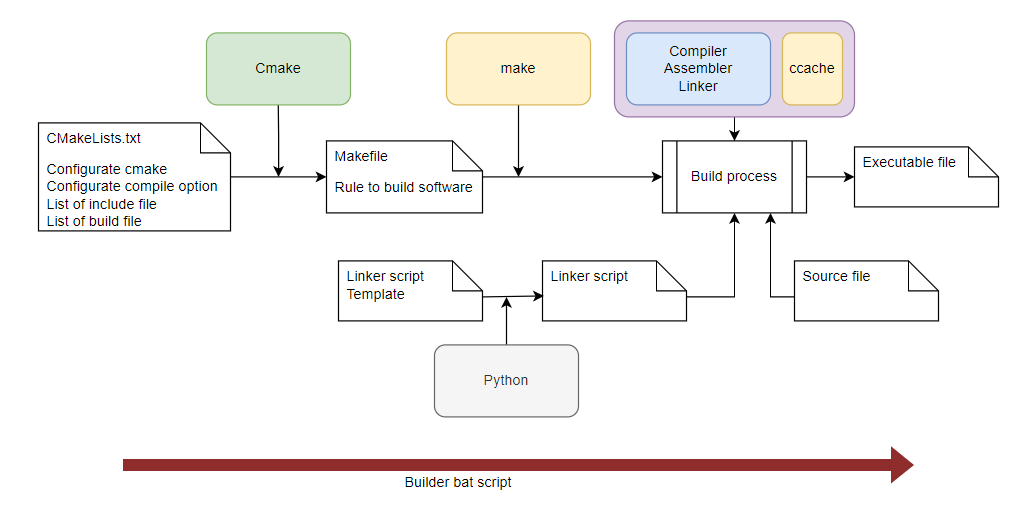 Cmake
make
Compiler
Assembler
Linker
ccache
CMakeLists.txt
Configurate cmake
Configurate compile option
List of include file
List of build file
Makefile
Rule to build software
Build process
Executable file
Linker script
Template
Linker script
Source file
Python
Builder bat script